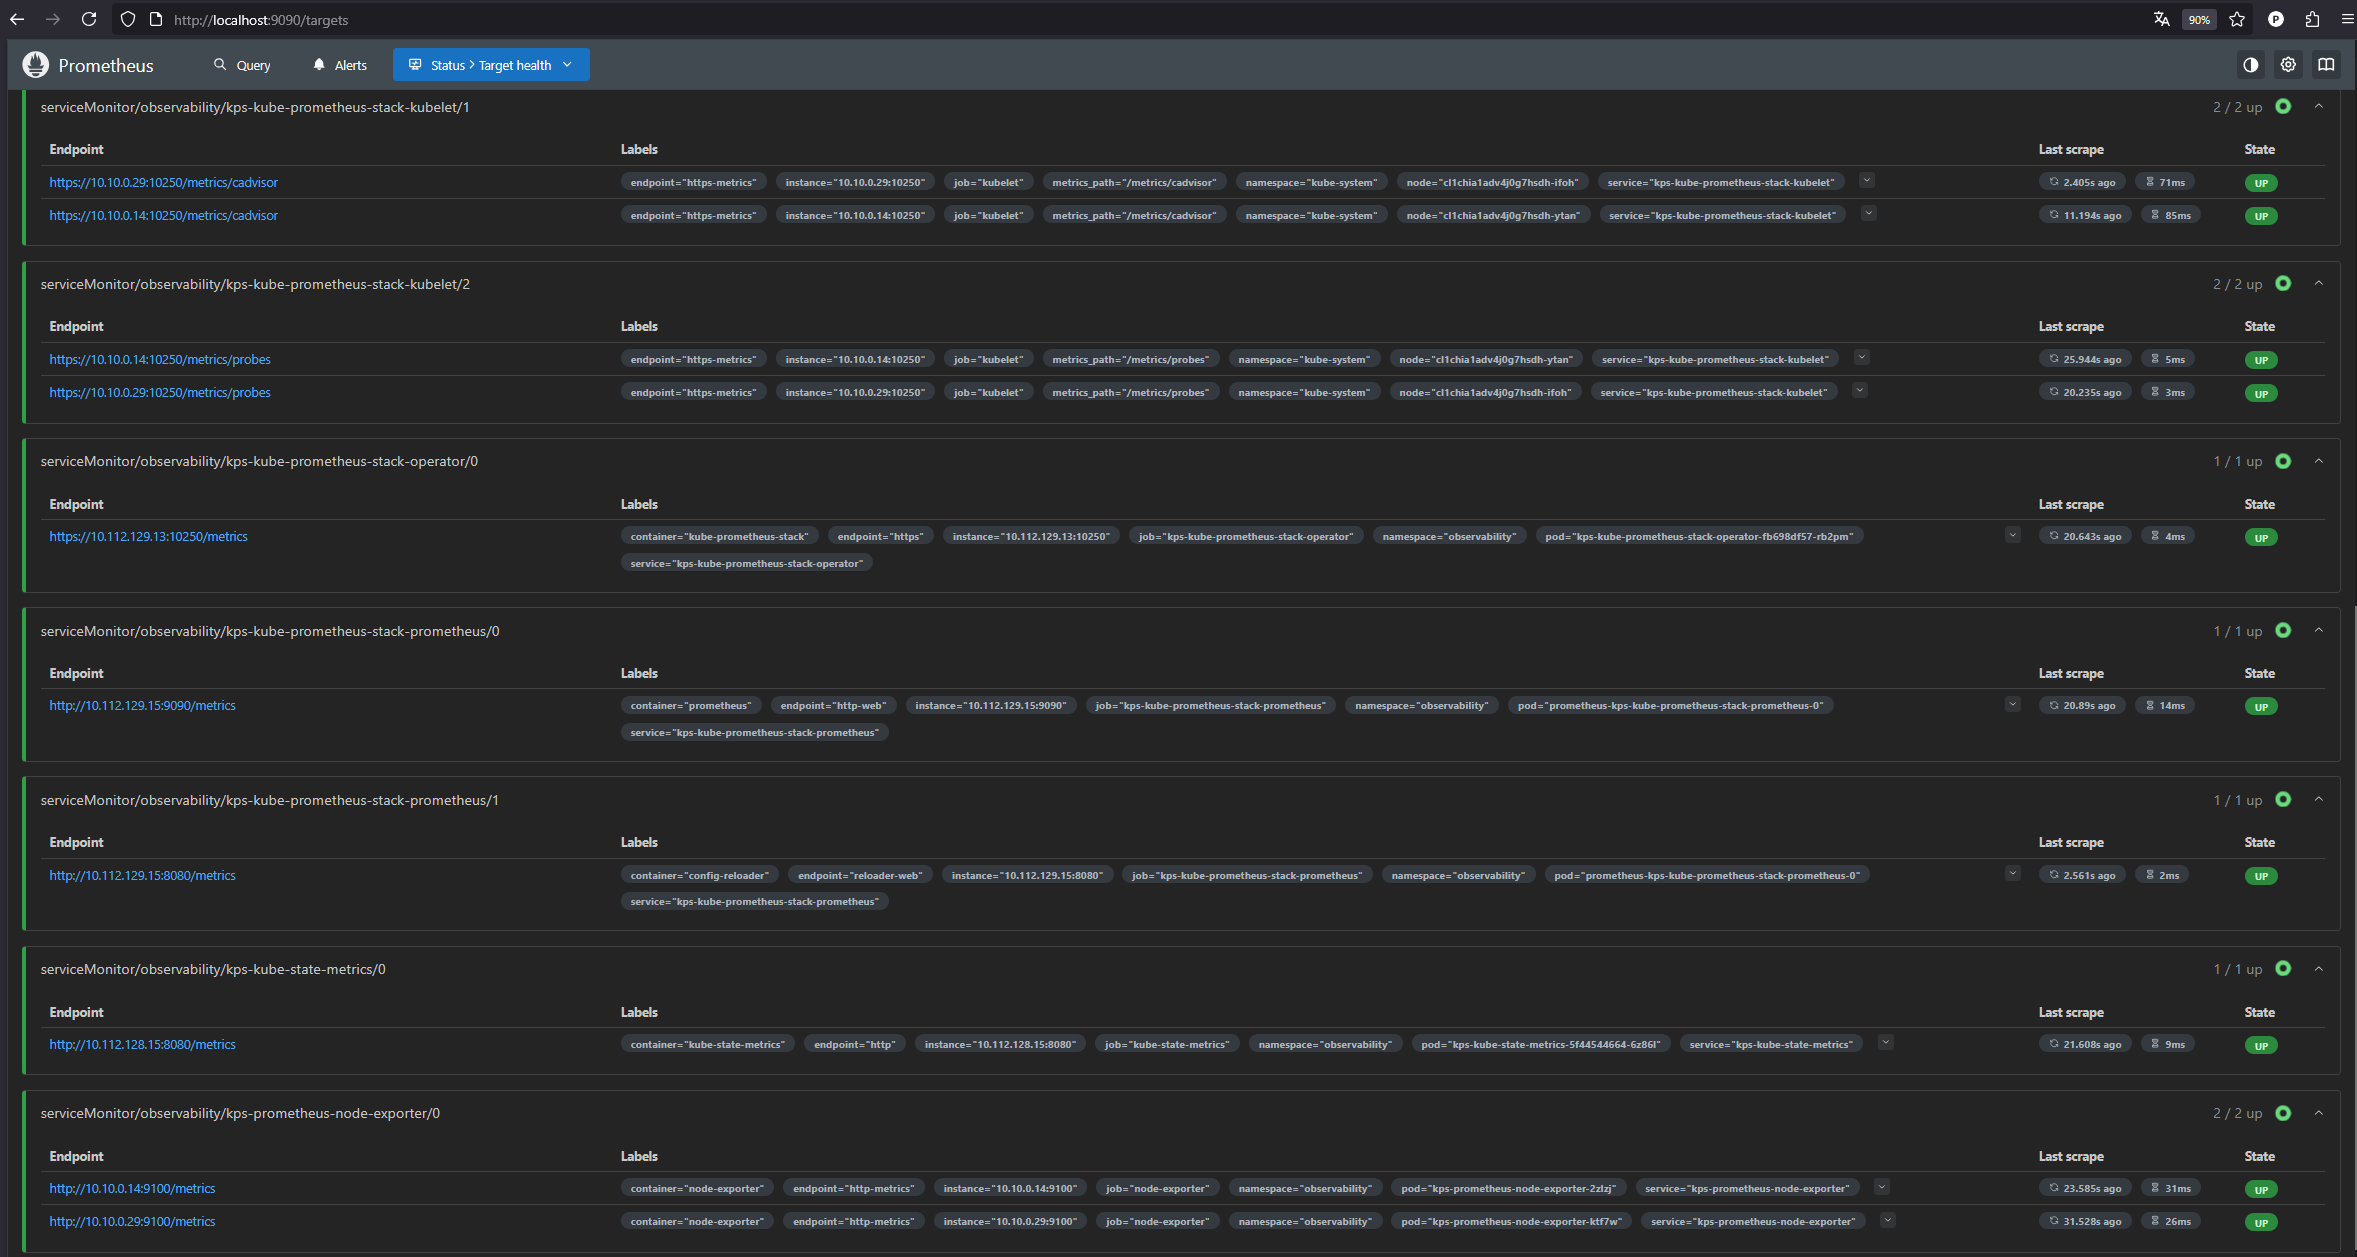 http://localhost:9090/targets
90%
Prometheus
Query
Alerts
Status > Target health
serviceMonitor/observability/kps-kube-prometheus-stack-kubelet/1
2 / 2 up
Endpoint Labels Last scrape State
https://10.10.0.29:10250/metrics/cadvisor endpoint="https-metrics" instance="10.10.0.29:10250" job="kubelet" metrics_path="/metrics/cadvisor" namespace="kube-system" node="cl1chia1adv4j0g7hsdh-ifoh" service="kps-kube-prometheus-stack-kubelet" 2.405s ago 71ms UP
https://10.10.0.14:10250/metrics/cadvisor endpoint="https-metrics" instance="10.10.0.14:10250" job="kubelet" metrics_path="/metrics/cadvisor" namespace="kube-system" node="cl1chia1adv4j0g7hsdh-ytan" service="kps-kube-prometheus-stack-kubelet" 11.194s ago 85ms UP
serviceMonitor/observability/kps-kube-prometheus-stack-kubelet/2
2 / 2 up
Endpoint Labels Last scrape State
https://10.10.0.14:10250/metrics/probes endpoint="https-metrics" instance="10.10.0.14:10250" job="kubelet" metrics_path="/metrics/probes" namespace="kube-system" node="cl1chia1adv4j0g7hsdh-ytan" service="kps-kube-prometheus-stack-kubelet" 25.944s ago 5ms UP
https://10.10.0.29:10250/metrics/probes endpoint="https-metrics" instance="10.10.0.29:10250" job="kubelet" metrics_path="/metrics/probes" namespace="kube-system" node="cl1chia1adv4j0g7hsdh-ifoh" service="kps-kube-prometheus-stack-kubelet" 20.235s ago 3ms UP
serviceMonitor/observability/kps-kube-prometheus-stack-operator/0
1 / 1 up
Endpoint Labels Last scrape State
https://10.112.129.13:10250/metrics container="kube-prometheus-stack" endpoint="https" instance="10.112.129.13:10250" job="kps-kube-prometheus-stack-operator" namespace="observability" pod="kps-kube-prometheus-stack-operator-fb698df57-rb2pm" 20.643s ago 4ms UP
service="kps-kube-prometheus-stack-operator"
serviceMonitor/observability/kps-kube-prometheus-stack-prometheus/0
1 / 1 up
Endpoint Labels Last scrape State
http://10.112.129.15:9090/metrics container="prometheus" endpoint="http-web" instance="10.112.129.15:9090" job="kps-kube-prometheus-stack-prometheus" namespace="observability" pod="prometheus-kps-kube-prometheus-stack-prometheus-0" 20.89s ago 14ms UP
service="kps-kube-prometheus-stack-prometheus"
serviceMonitor/observability/kps-kube-prometheus-stack-prometheus/1
1 / 1 up
Endpoint Labels Last scrape State
http://10.112.129.15:8080/metrics container="config-reloader" endpoint="reloader-web" instance="10.112.129.15:8080" job="kps-kube-prometheus-stack-prometheus" namespace="observability" pod="prometheus-kps-kube-prometheus-stack-prometheus-0" 2.561s ago 2ms UP
service="kps-kube-prometheus-stack-prometheus"
serviceMonitor/observability/kps-kube-state-metrics/0
1 / 1 up
Endpoint Labels Last scrape State
http://10.112.128.15:8080/metrics container="kube-state-metrics" endpoint="http" instance="10.112.128.15:8080" job="kube-state-metrics" namespace="observability" pod="kps-kube-state-metrics-5f44544664-6z86l" service="kps-kube-state-metrics" 21.608s ago 9ms UP
serviceMonitor/observability/kps-prometheus-node-exporter/0
2 / 2 up
Endpoint Labels Last scrape State
http://10.10.0.14:9100/metrics container="node-exporter" endpoint="http-metrics" instance="10.10.0.14:9100" job="node-exporter" namespace="observability" pod="kps-prometheus-node-exporter-2zlzj" service="kps-prometheus-node-exporter" 23.585s ago 31ms UP
http://10.10.0.29:9100/metrics container="node-exporter" endpoint="http-metrics" instance="10.10.0.29:9100" job="node-exporter" namespace="observability" pod="kps-prometheus-node-exporter-ktf7w" service="kps-prometheus-node-exporter" 31.528s ago 26ms UP